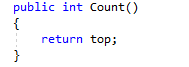 public int Count()
{
    return top;
}